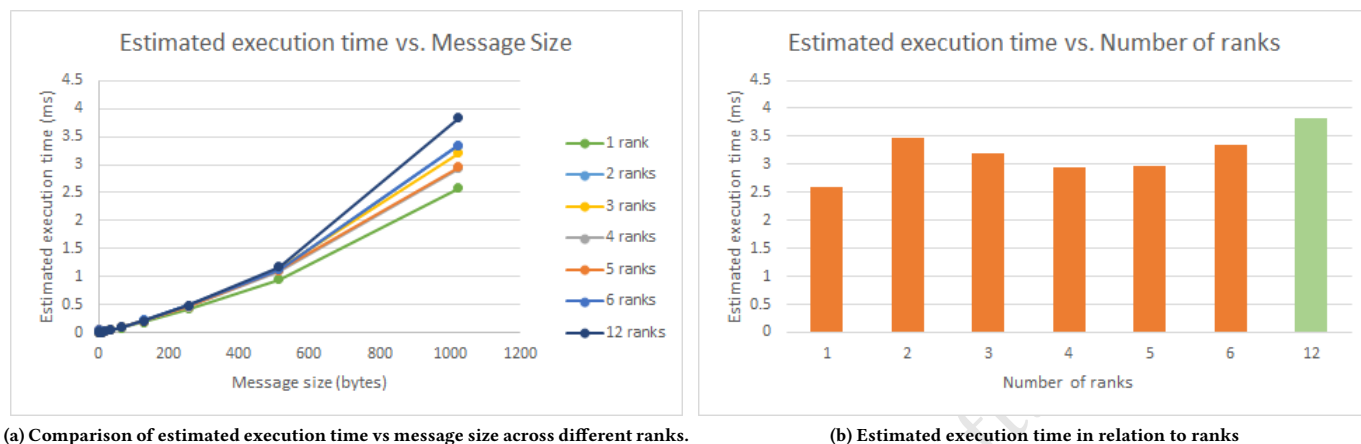 Estimated execution time vs. Message Size
Estimated execution time (ms)
4.5
4
3.5
3
2.5
2
1.5
1
0.5
0
0
200
400
600
800
1000
1200
Message size (bytes)
1 rank
2 ranks
3 ranks
4 ranks
5 ranks
6 ranks
12 ranks
(a) Comparison of estimated execution time vs message size across different ranks.
Estimated execution time vs. Number of ranks
Estimated execution time (ms)
4.5
4
3.5
3
2.5
2
1.5
1
0.5
0
1
2
3
4
5
6
12
Number of ranks
(b) Estimated execution time in relation to ranks